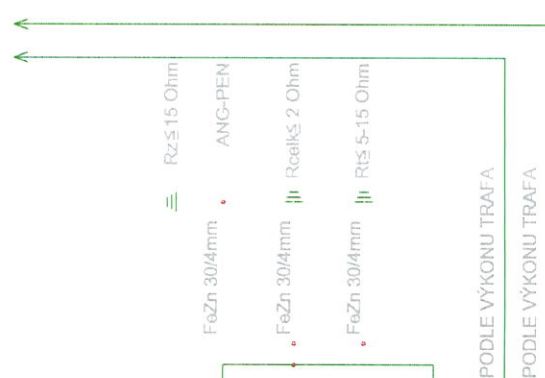 Rz≤15 Ohm
ANG-PEN
FeZn 30/4mm
Rcelk≤ 2 Ohm
FeZn 30/4mm
Rt≤ 5-15 Ohm
FeZn 30/4mm
PODLE VÝKONU TRAFA
PODLE VÝKONU TRAFA